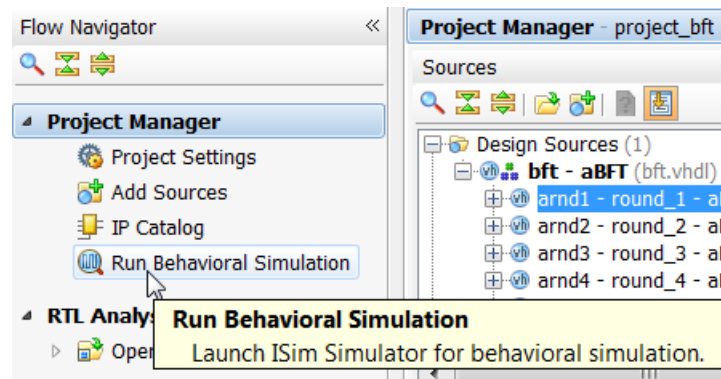 Flow Navigator
Project Manager - project_bft
Sources
Project Manager
Project Settings
Add Sources
IP Catalog
Run Behavioral Simulation
RTL Analys
Open
Design Sources (1)
bft - aBFT (bft.vhdl)
arnd1 - round_1 - a
arnd2 - round_2 - a
arnd3 - round_3 - a
arnd4 - round_4 - a
Run Behavioral Simulation
Launch ISim Simulator for behavioral simulation.